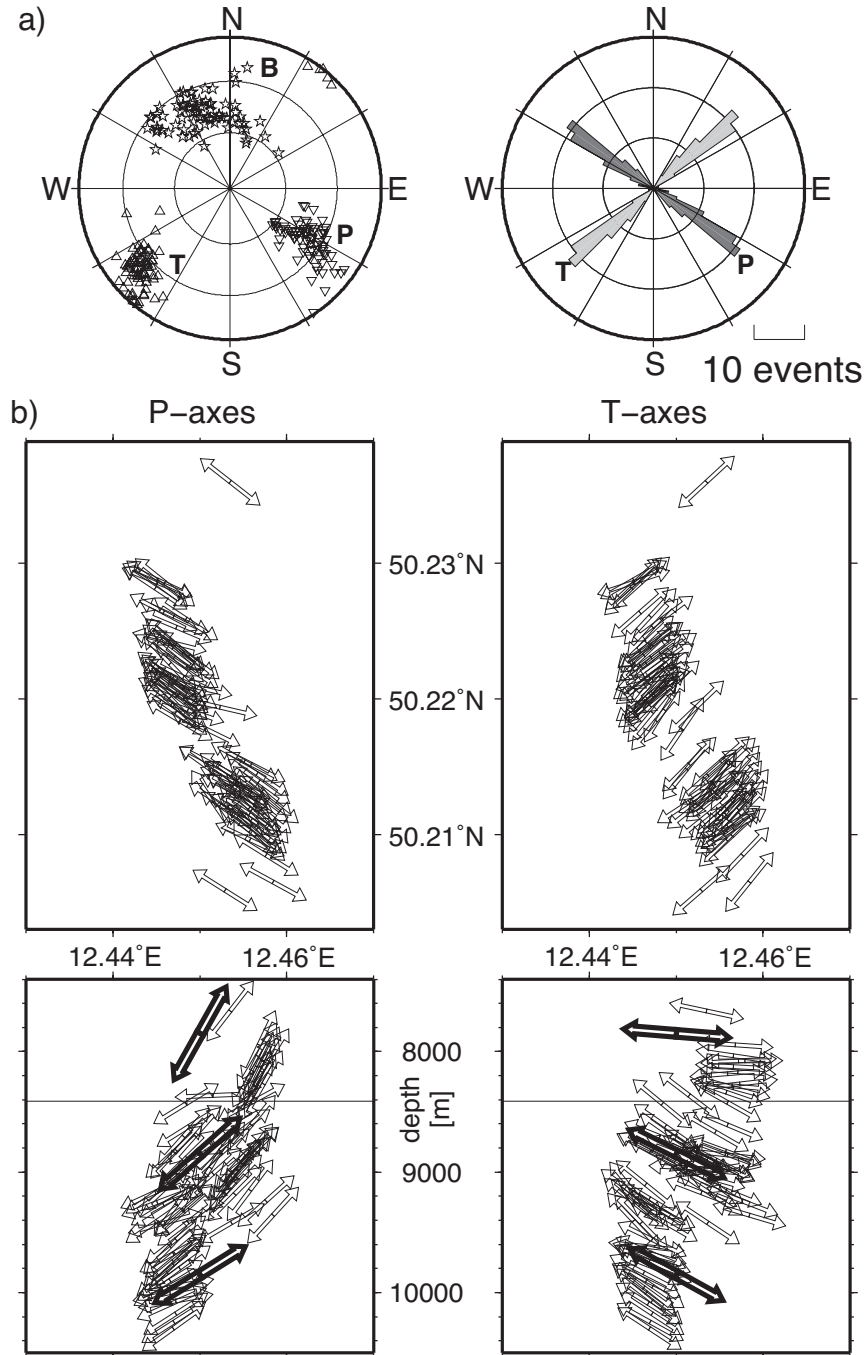 a)
N
N
B
W
E
W
E
P
T
T
P
S
S
10 events
b)
P–axes
T–axes
50.23°N
50.22°N
50.21°N
12.44°E
12.46°E
12.44°E
12.46°E
8000
depth
[m]
9000
10000